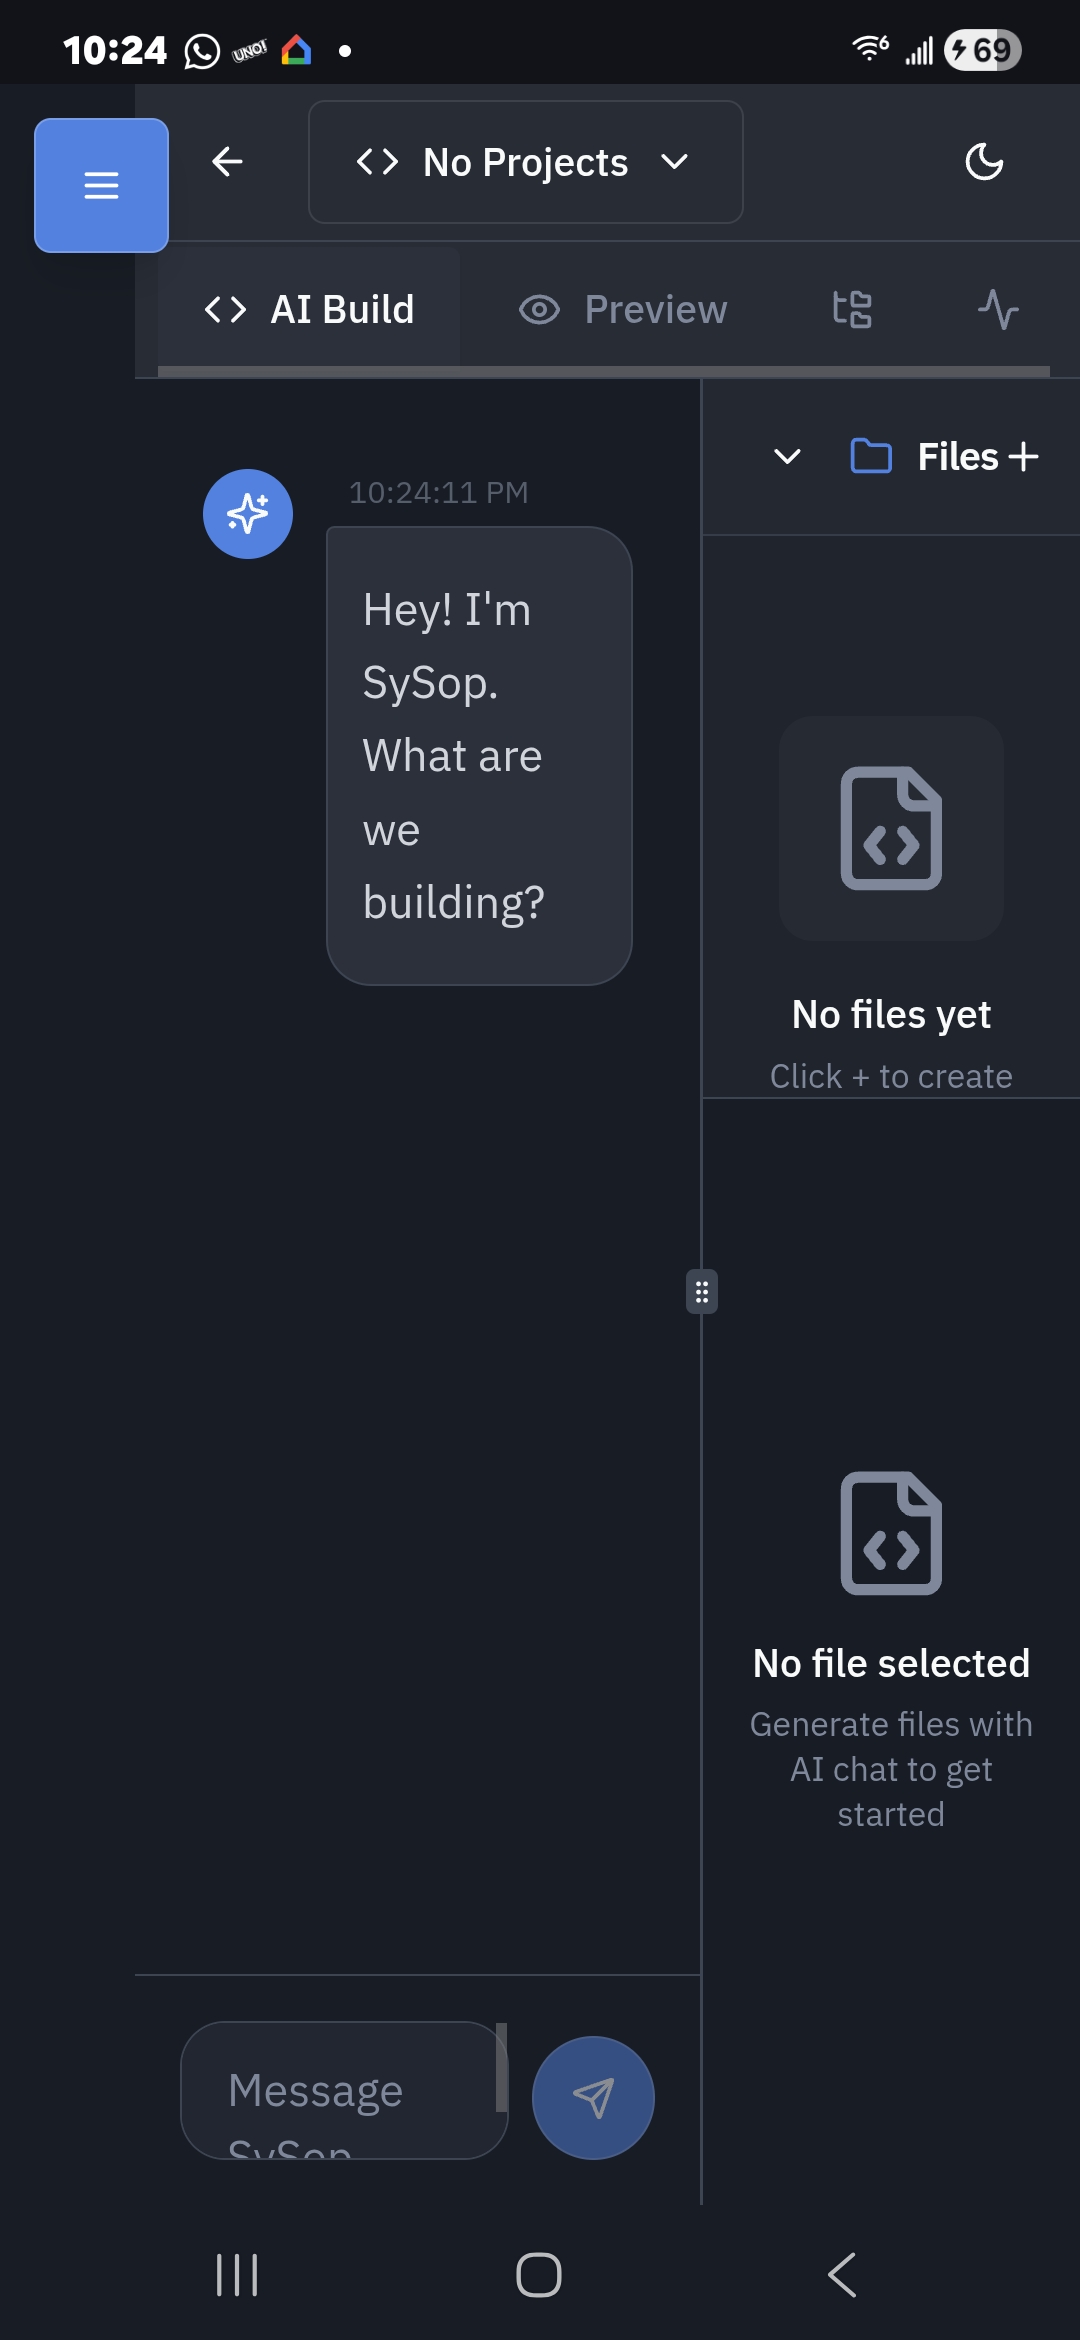 10:24
UNO!
6
69
No Projects
AI Build
Preview
Files
10:24:11 PM
Hey! I'm
SySop.
What are
we
building?
No files yet
Click + to create
No file selected
Generate files with
AI chat to get
started
Message
SySop